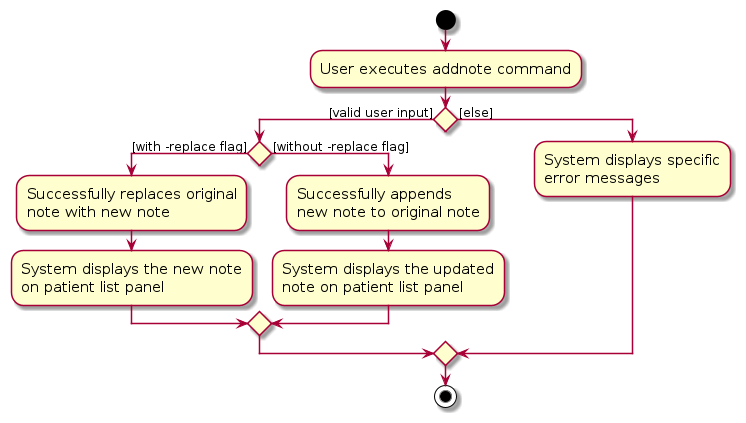 User executes addnote command
[valid user input]
[else]
[with -replace flag]
[without -replace flag]
Successfully replaces original
note with new note
Successfully appends
new note to original note
System displays specific
error messages
System displays the new note
on patient list panel
System displays the updated
note on patient list panel